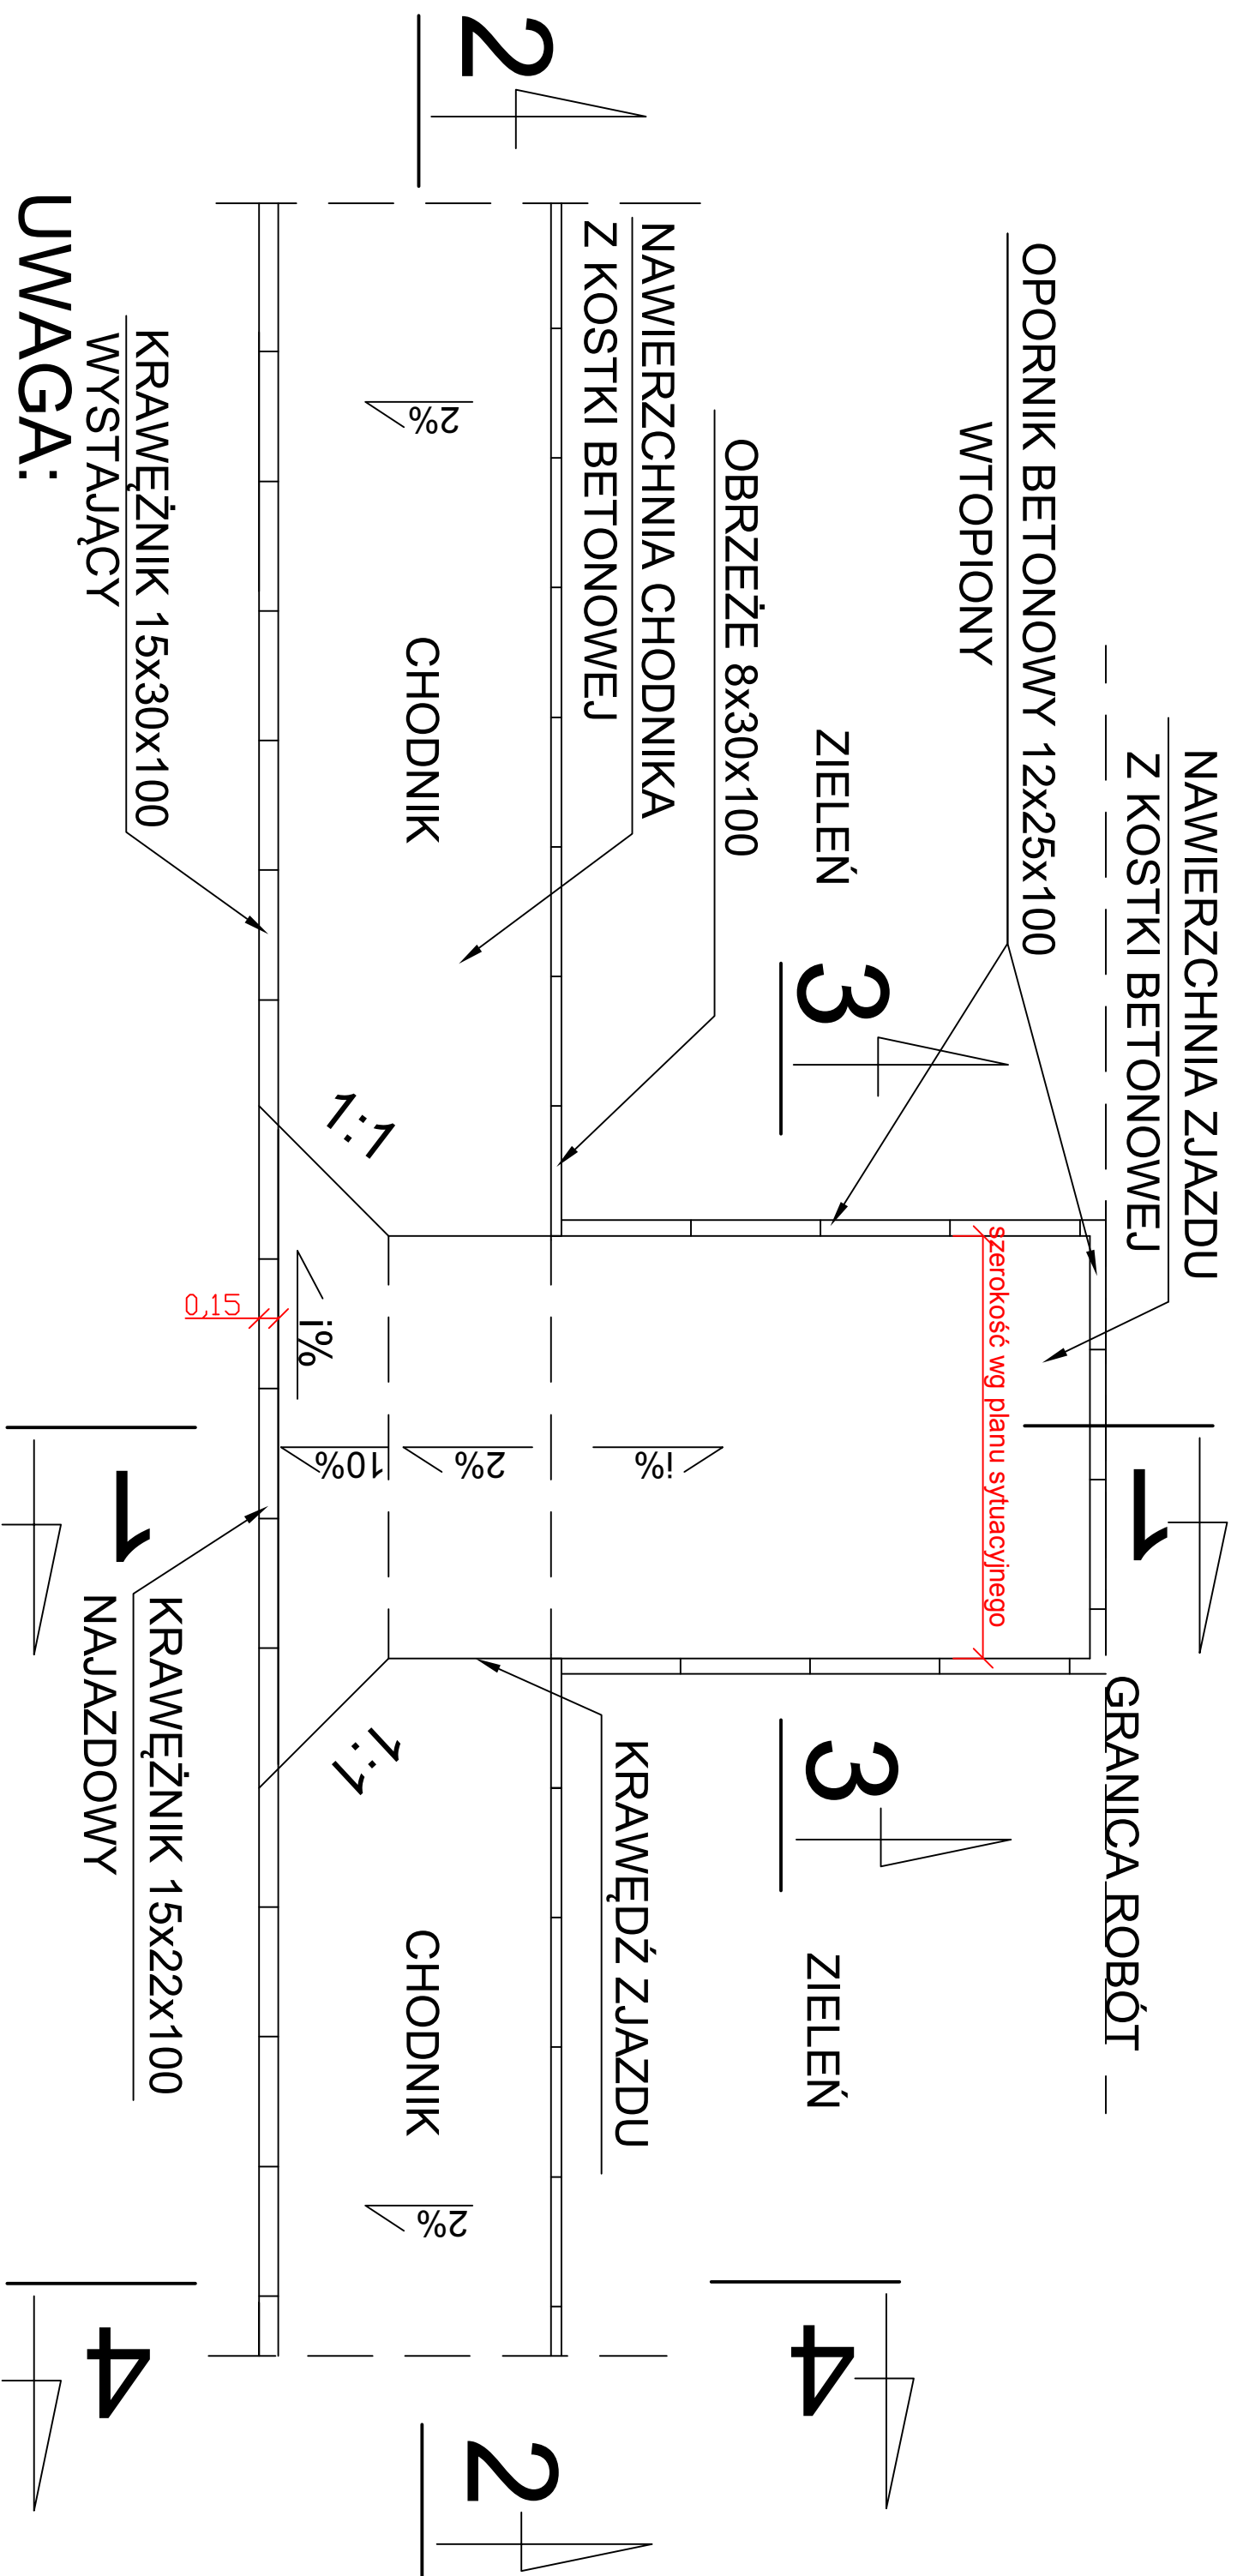 NAWIERZCHNIA ZJAZDU
Z KOSTKI BETONOWEJ
1
GRANICA ROBÓT
OPORNIK BETONOWY 12x25x100
WTOPIONY
szerokość wg planu sytuacyjnego
ZIELEŃ
3
3
ZIELEŃ
4
OBRZEŻE 8x30x100
NAWIERZCHNIA CHODNIKA
Z KOSTKI BETONOWEJ
KRAWĘDŹ ZJAZDU
i%
2
2
2%
CHODNIK
2%
CHODNIK
2%
1:1
10%
1:1
i%
0,15
KRAWĘŻNIK 15x30x100
WYSTAJĄCY
1
KRAWĘŻNIK 15x22x100
NAJAZDOWY
4
UWAGA: